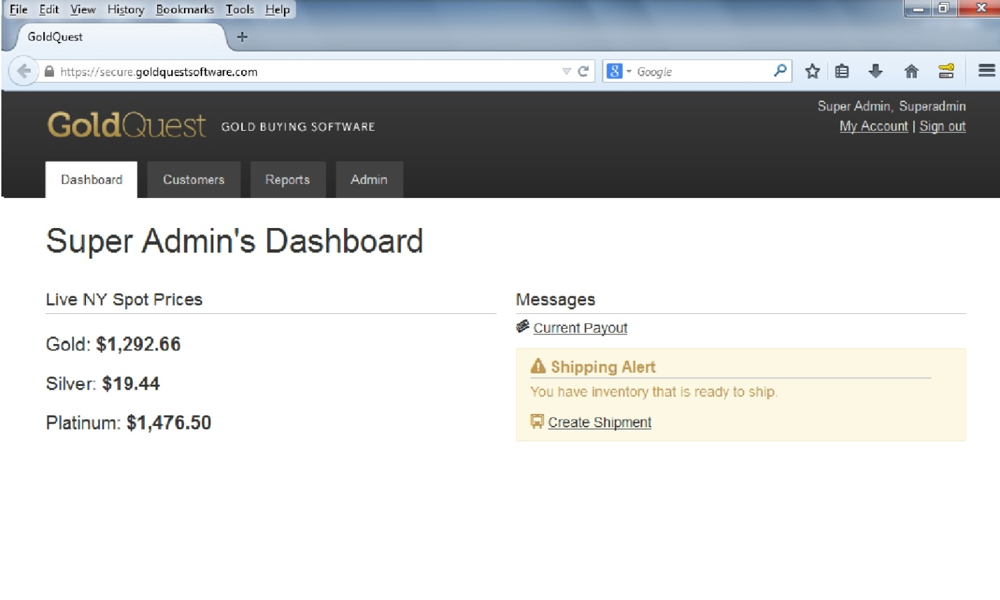 File Edit View History Bookmarks Tools Help
GoldQuest
https://secure.goldquestsoftware.com
8 Google
GoldQuest GOLD BUYING SOFTWARE
Super Admin, Superadmin
My Account | Sign out
Dashboard Customers Reports Admin
Super Admin's Dashboard
Live NY Spot Prices
Gold: $1,292.66
Silver: $19.44
Platinum: $1,476.50
Messages
Current Payout
Shipping Alert
You have inventory that is ready to ship.
Create Shipment